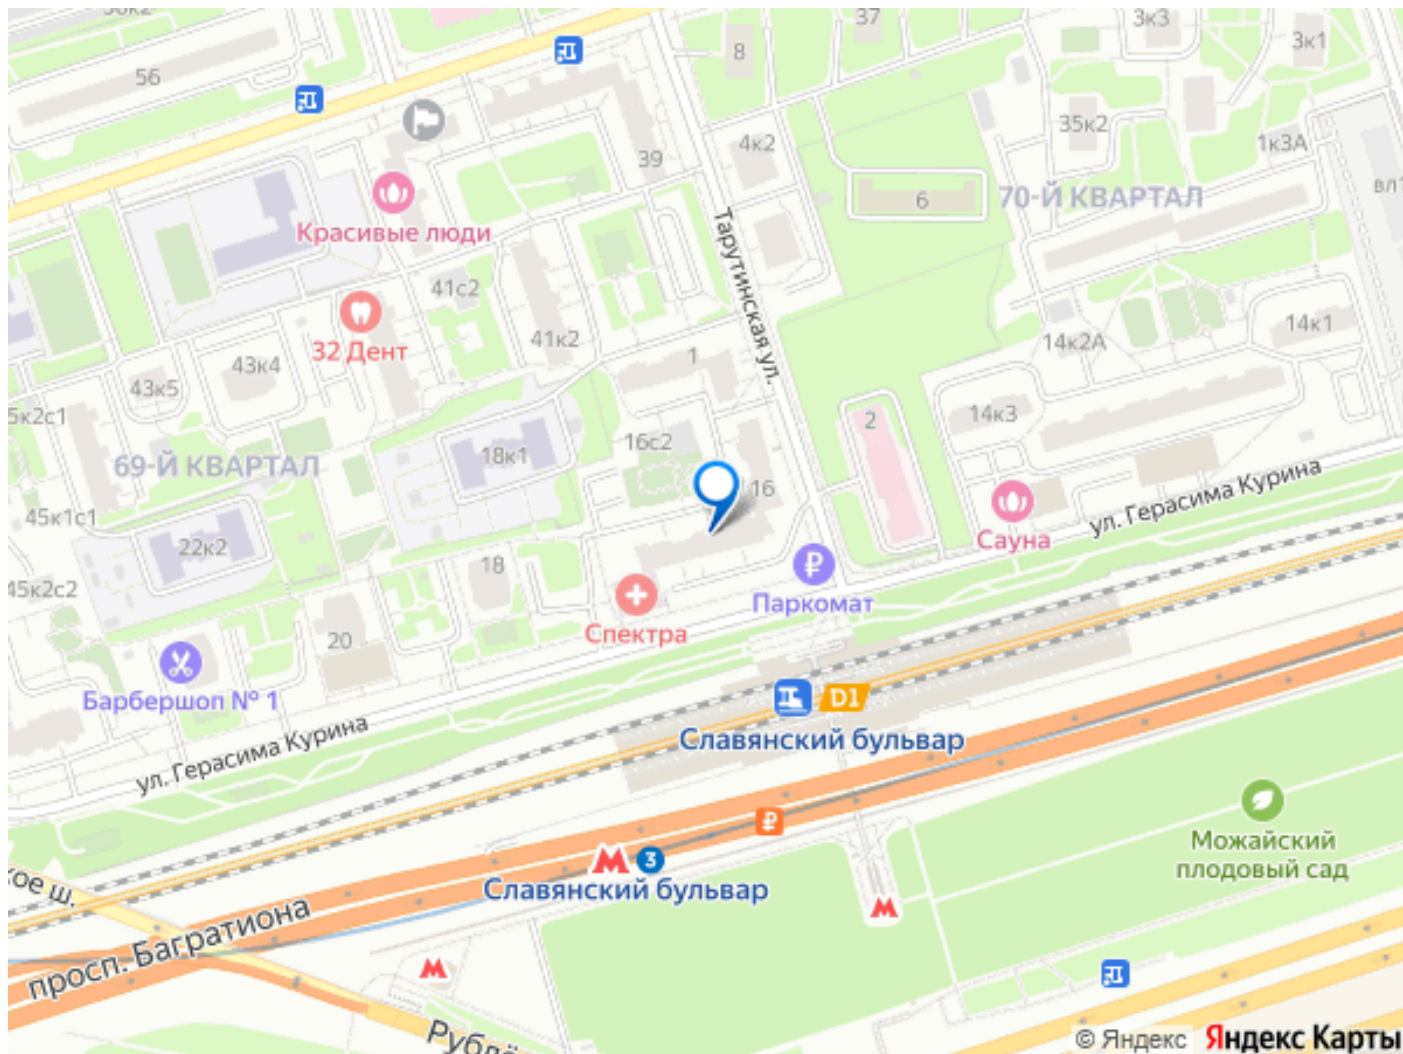 56
8
37
3к3
3к1
39
4к2
35к2
1к3А
6
70-Й КВАРТАЛ
Красивые люди
Тарутинская ул.
41с2
32 Дент
41к2
43к4
43к5
1
14к2А
14к1
14к3
2
16с2
18к1
69-Й КВАРТАЛ
16
45к1с1
22к2
18
Сауна
ул. Герасима Курина
Паркомат
Спектра
20
Барбершоп № 1
ул. Герасима Курина
D1
Славянский бульвар
₽
М 3
Славянский бульвар
Можайский
плодовый сад
просп. Багратиона
М
М
© Яндекс Яндекс Карты